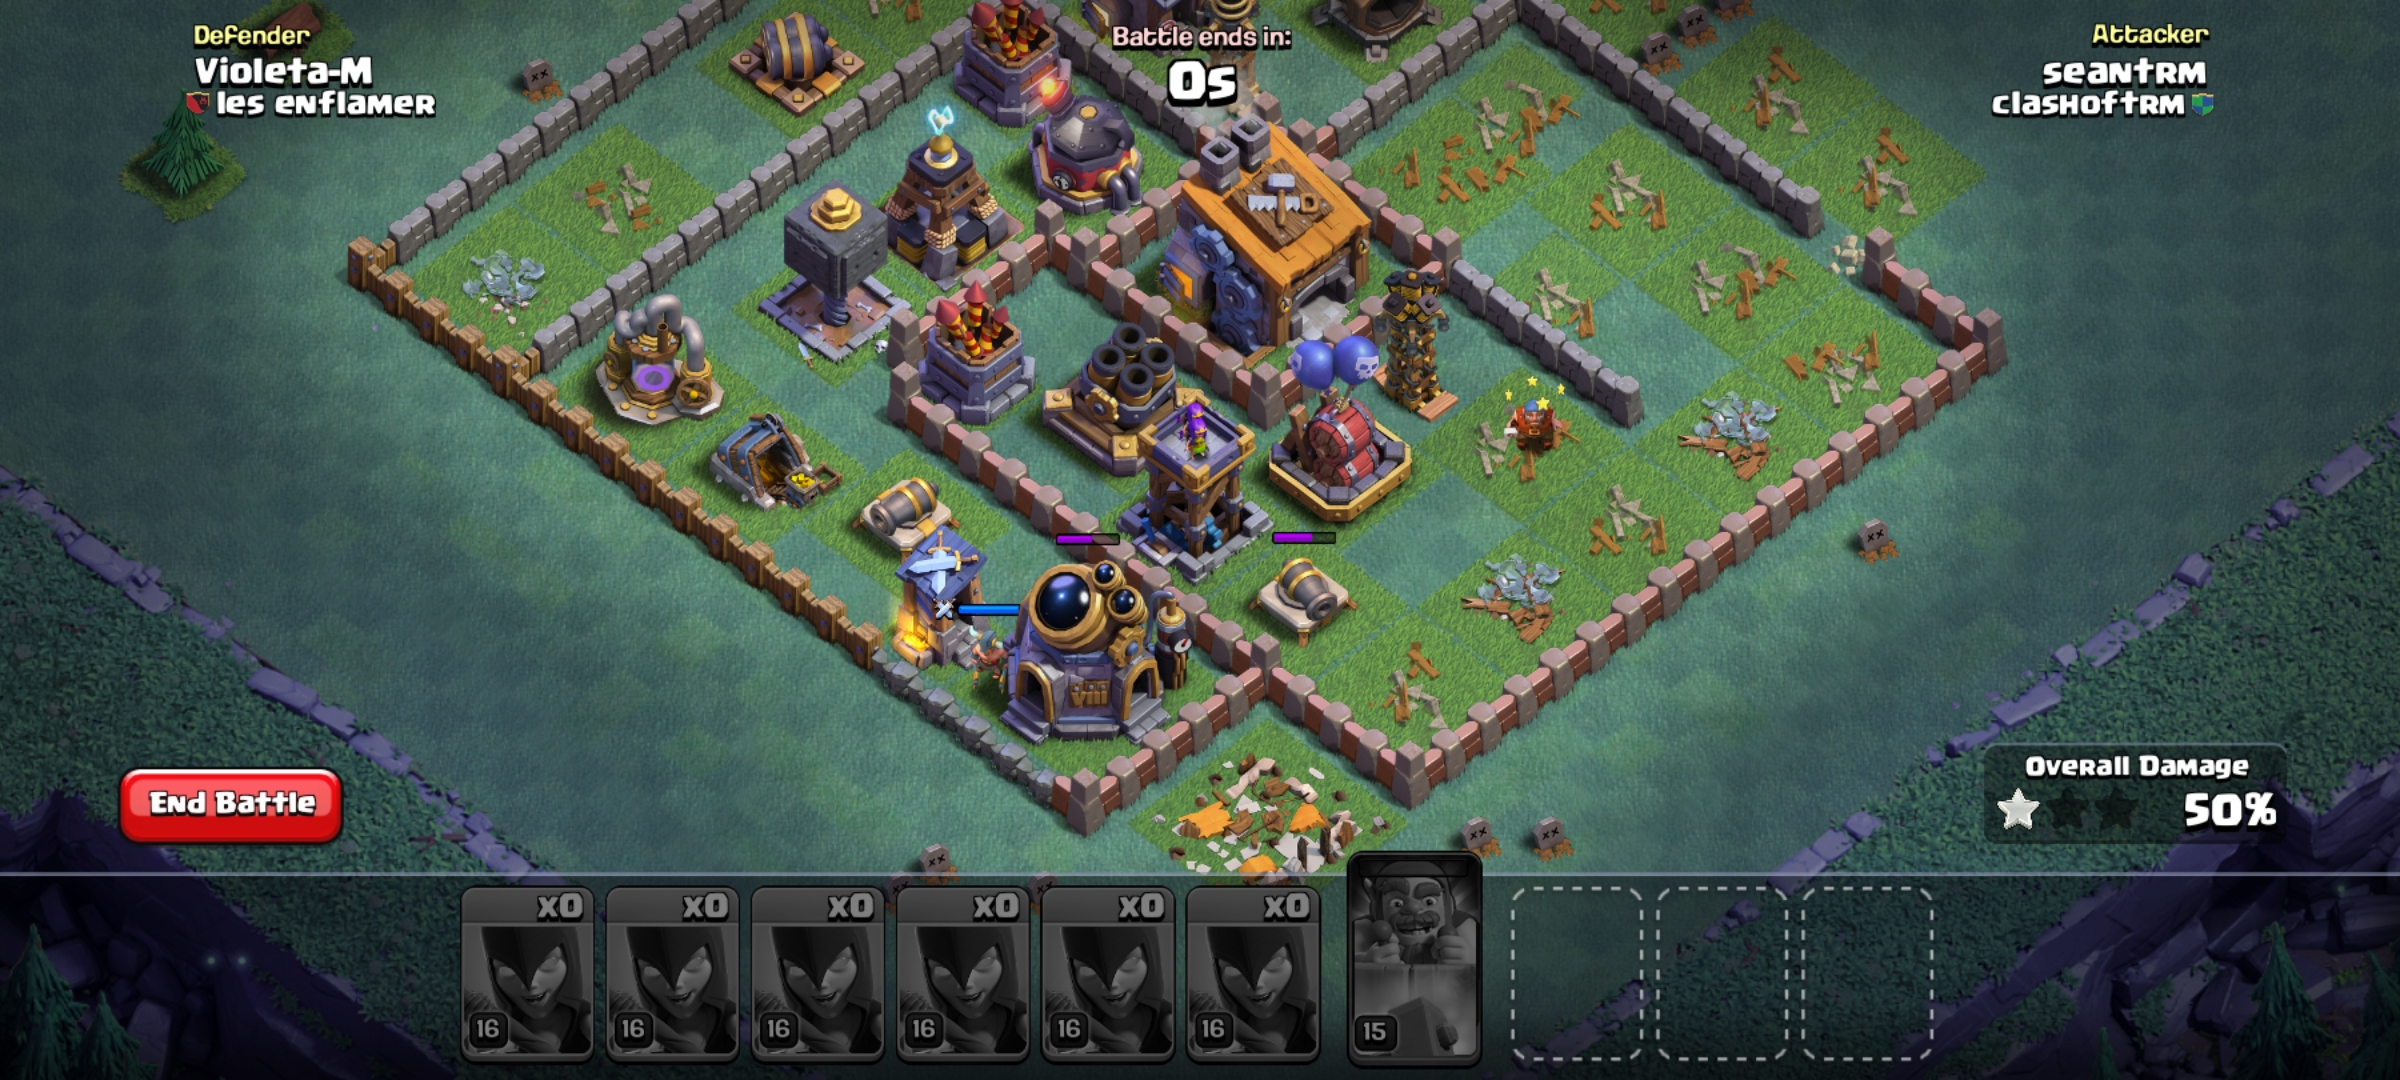 Defender
Violeta-M
les enflamer
Battle ends in:
0s
Attacker
seantRM
clashoftRM
VIII
End Battle
Overall Damage
50%
x0
x0
x0
x0
x0
x0
16
16
16
16
16
16
15